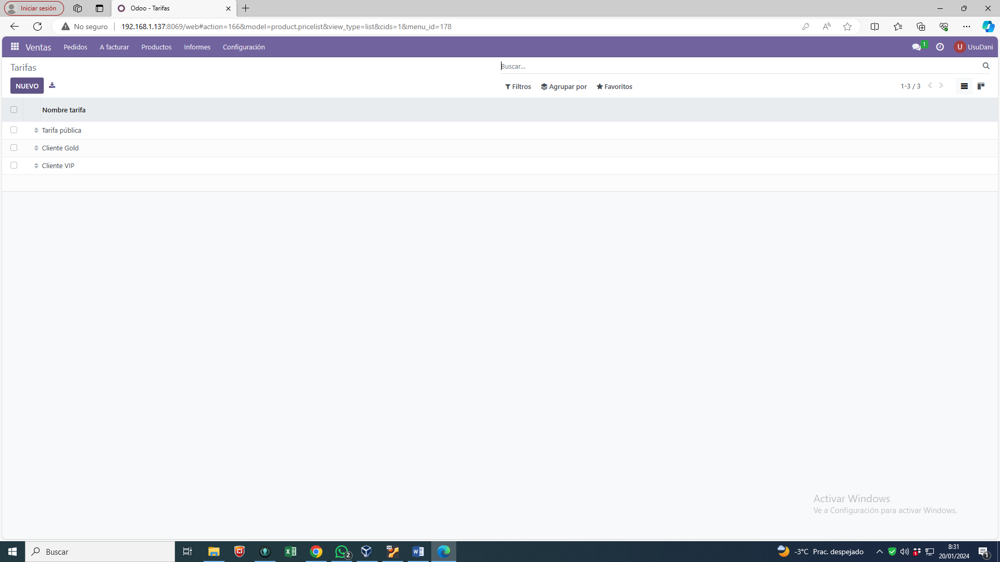 Iniciar sesión
Odoo - Tarifas
No seguro
192.168.1.137:8069/web#action=166&model=product.pricelist&view_type=list&cids=1&menu_id=178
Ventas Pedidos A facturar Productos Informes Configuración
1
U UsuDani
Tarifas
Buscar...
NUEVO
Filtros Agrupar por Favoritos
1-3 / 3
Nombre tarifa
Tarifa pública
Cliente Gold
Cliente VIP
Activar Windows
Ve a Configuración para activar Windows.
Buscar
2
64
-3°C Prac. despejado
1
8:31
20/01/2024
1